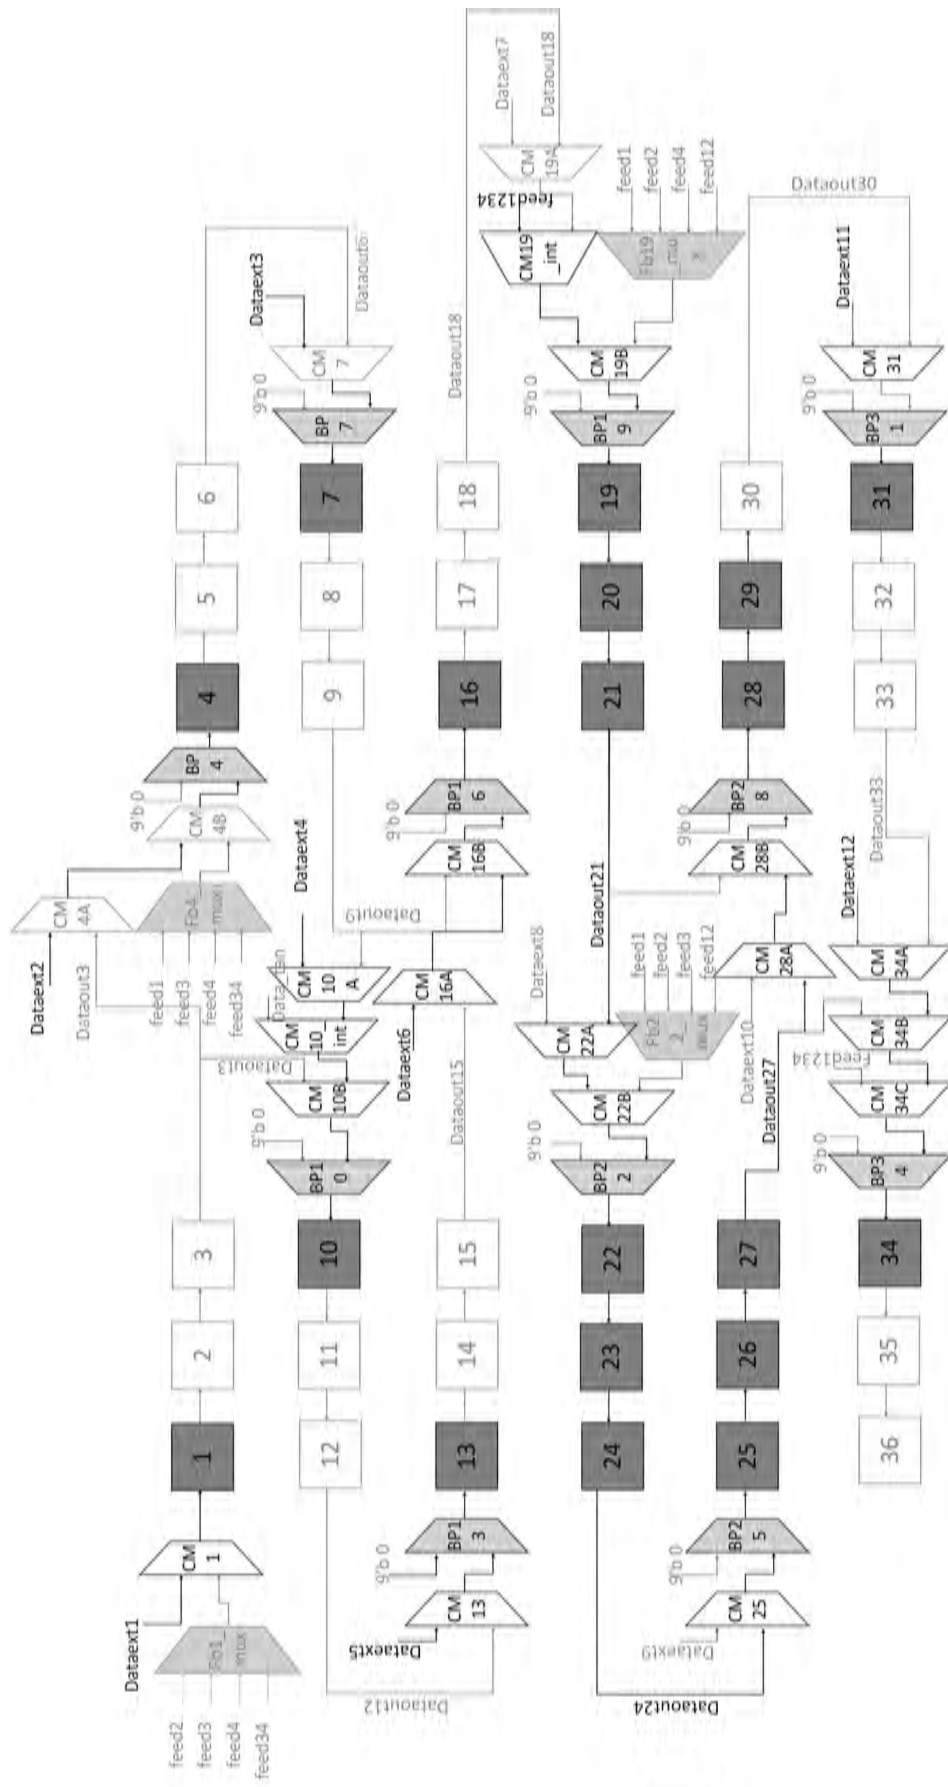 feed2
feed3
feed4
feed34
Fb1_
mux
Dataext1
CM
1
1
2
3
Dataext2
Dataout3
CM
4A
feed1
feed3
feed4
feed34
Fb4_
CM
4B
9'b 0
BP
4
4
5
6
Dataout6
Dataext3
CM
7
9'b 0
BP
7
7
8
9
Dataout9
Dataext4
CM
10
A
CM
10_
int
Dataout3
CM
10B
9'b 0
BP1
0
10
11
12
Dataout12
Dataext5
CM
13
9'b 0
BP1
3
13
14
15
Dataout15
Dataext6
CM
16A
CM
16B
9'b 0
BP1
6
16
17
18
Dataout18
Dataext7
Dataout18
CM
19A
feed1234
CM19
_int
feed1
feed2
feed4
feed12
Fb19
CM
19B
9'b 0
BP1
9
19
20
21
Dataout21
Dataext8
CM
22A
feed1
feed2
feed3
feed12
Fb2
2_
mux
CM
22B
9'b 0
BP2
2
22
23
24
Dataout24
Dataext9
CM
25
9'b 0
BP2
5
25
26
27
Dataout27
Dataext10
CM
28A
CM
28B
9'b 0
BP2
8
28
29
30
Dataout30
Dataext11
CM
31
9'b 0
BP3
1
31
32
33
Dataout33
Dataext12
CM
34A
CM
34B
feed1234
CM
34C
9'b 0
BP3
4
34
35
36